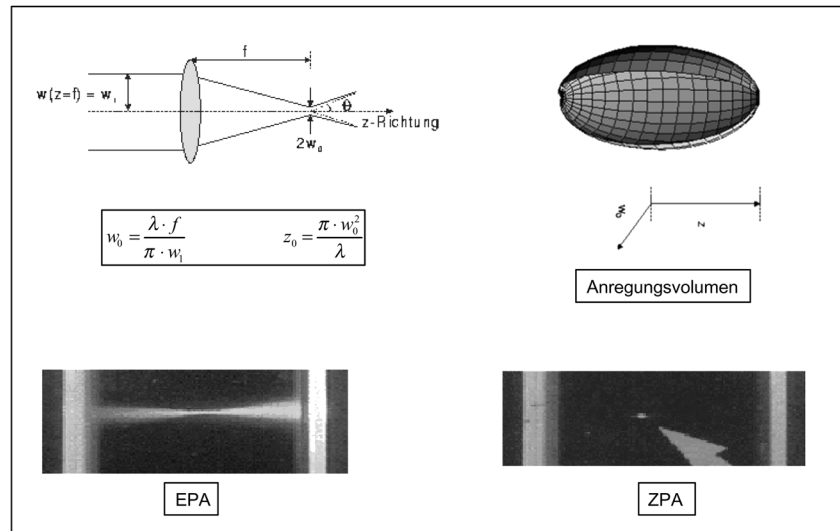 f
w(z=f) = w₁
θ
z-Richtung
2w₀
w₀ = λ · f / π · w₁
z₀ = π · w₀² / λ
w₀
z
Anregungsvolumen
EPA
ZPA